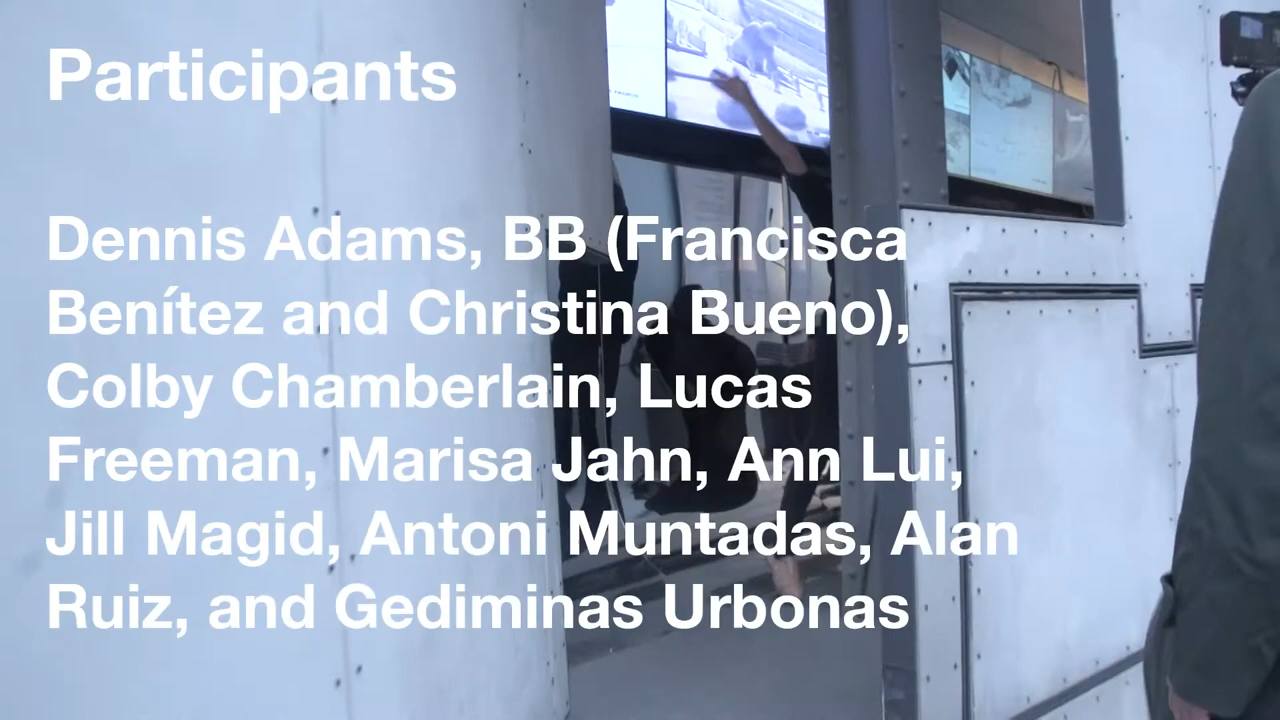 Participants
Dennis Adams, BB (Francisca
Benítez and Christina Bueno),
Colby Chamberlain, Lucas
Freeman, Marisa Jahn, Ann Lui,
Jill Magid, Antoni Muntadas, Alan
Ruiz, and Gediminas Urbonas